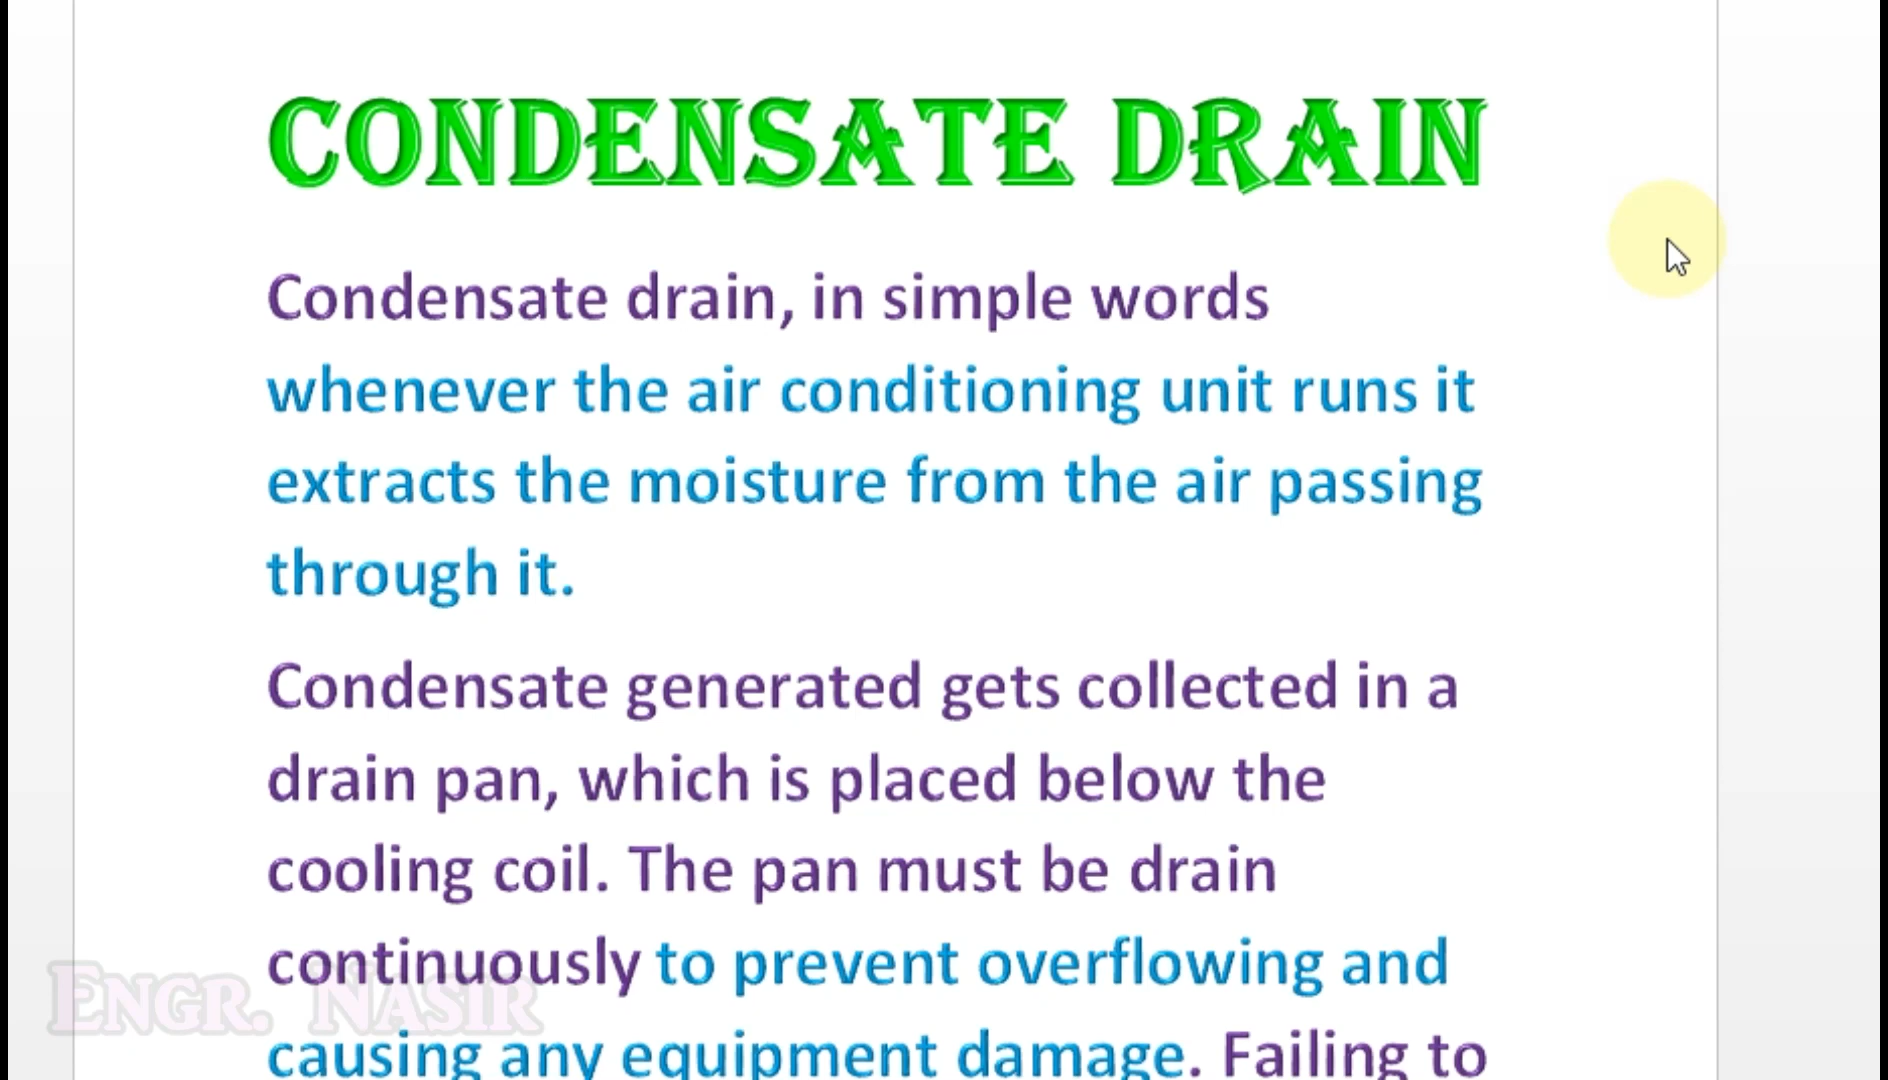 CONDENSATE DRAIN
Condensate drain, in simple words
whenever the air conditioning unit runs it
extracts the moisture from the air passing
through it.
Condensate generated gets collected in a
drain pan, which is placed below the
cooling coil. The pan must be drain
continuously to prevent overflowing and
ENGR. NASIR
causing any equipment damage. Failing to